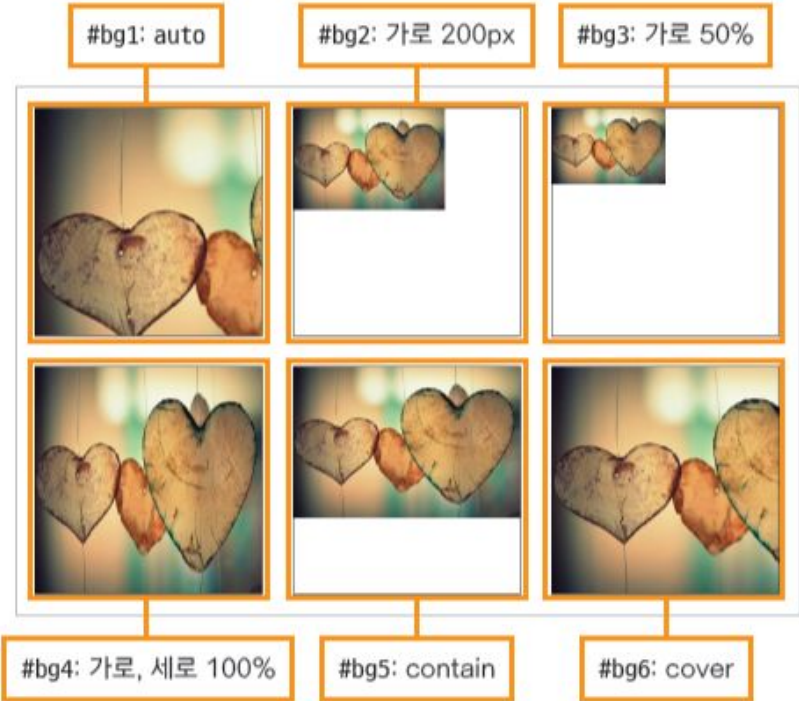 #bg1: auto
#bg2: 가로 200px
#bg3: 가로 50%
#bg4: 가로, 세로 100%
#bg5: contain
#bg6: cover